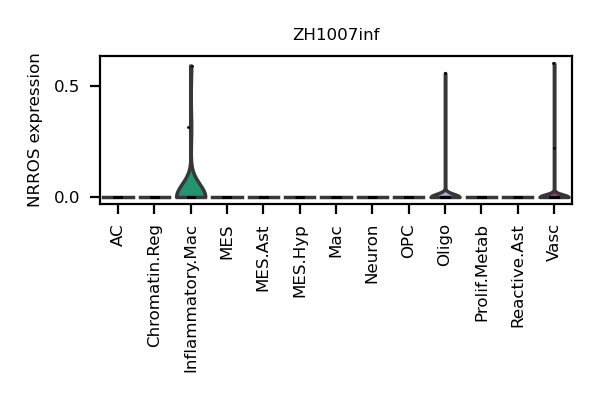 ZH1007inf
NRROS expression
0.5
0.0
AC
Chromatin.Reg
Inflammatory.Mac
MES
MES.Ast
MES.Hyp
Mac
Neuron
OPC
Oligo
Prolif.Metab
Reactive.Ast
Vasc